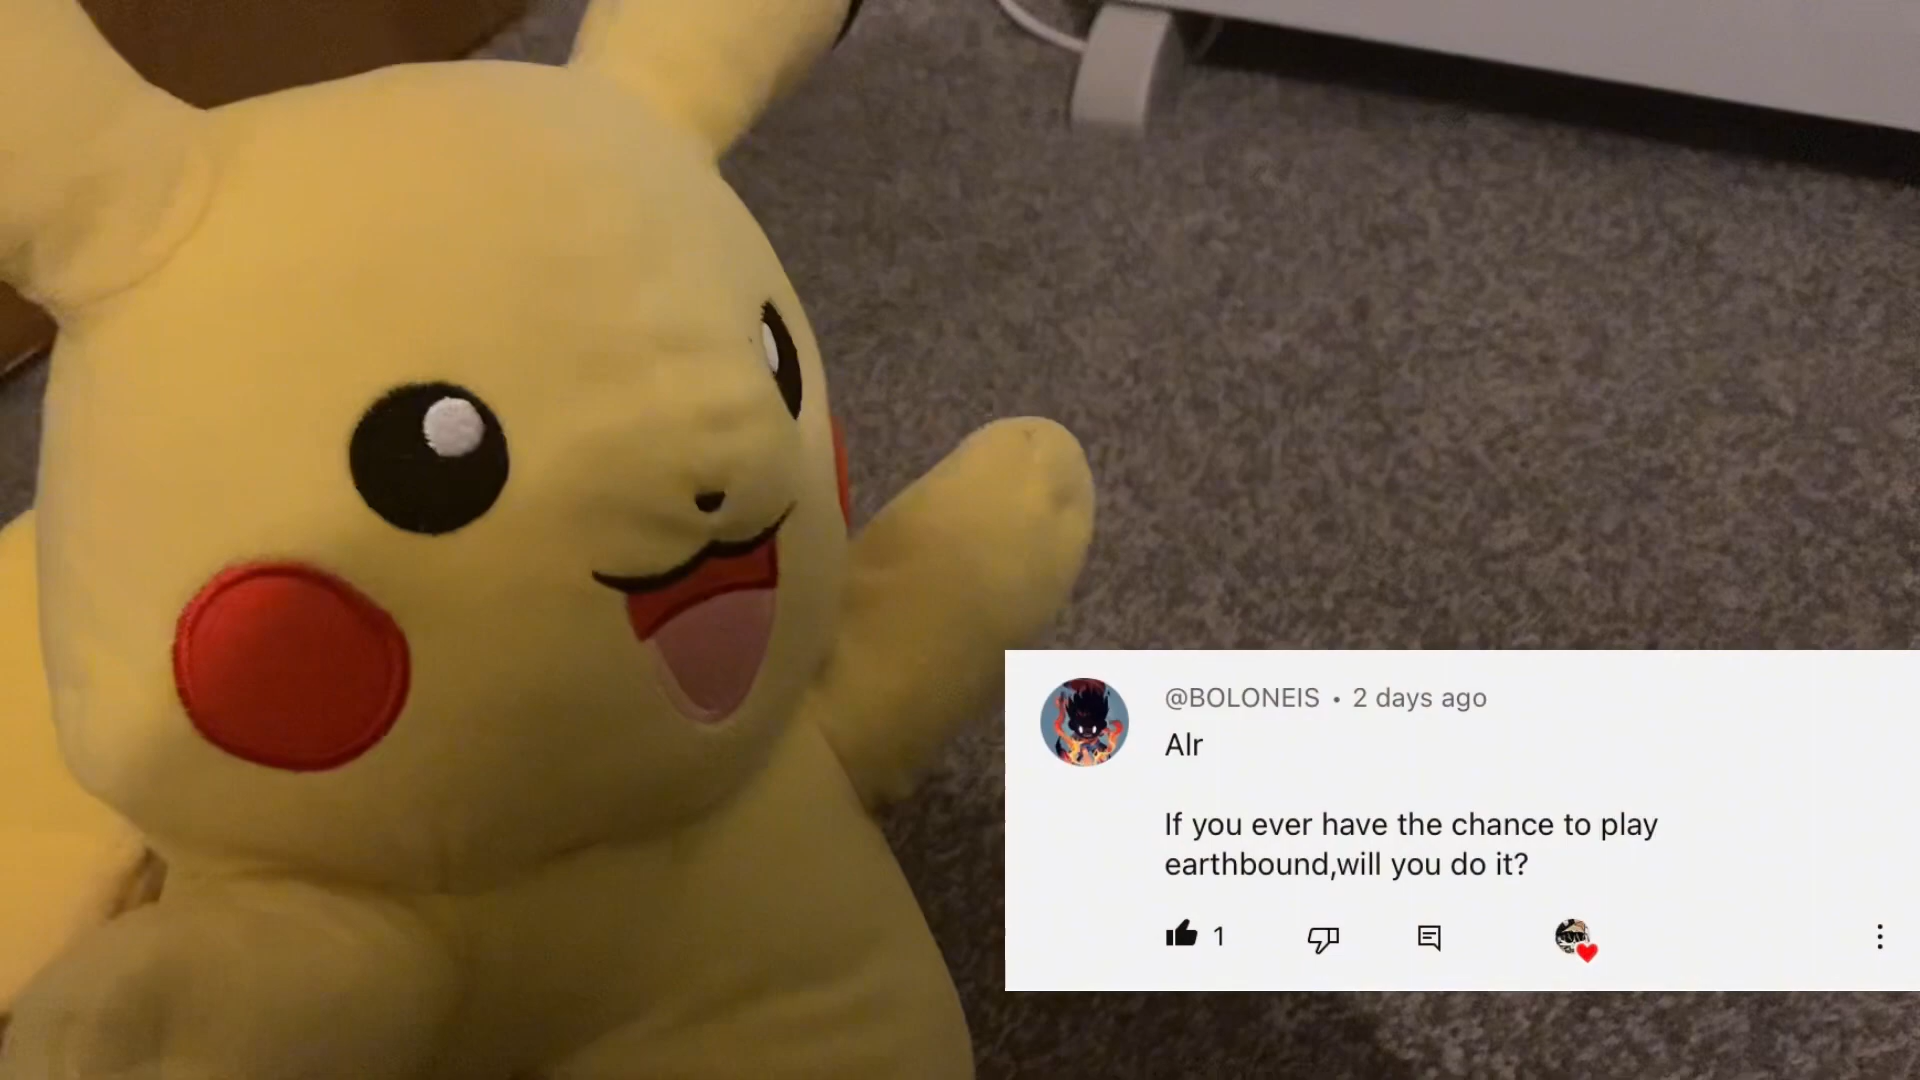 @BOLONEIS • 2 days ago
Alr
If you ever have the chance to play
earthbound,will you do it?
1